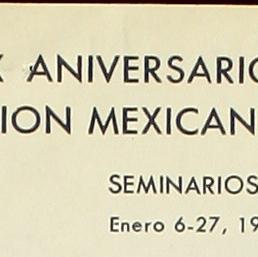 X ANIVERSARIO
ION MEXICAN
SEMINARIOS
Enero 6-27, 19